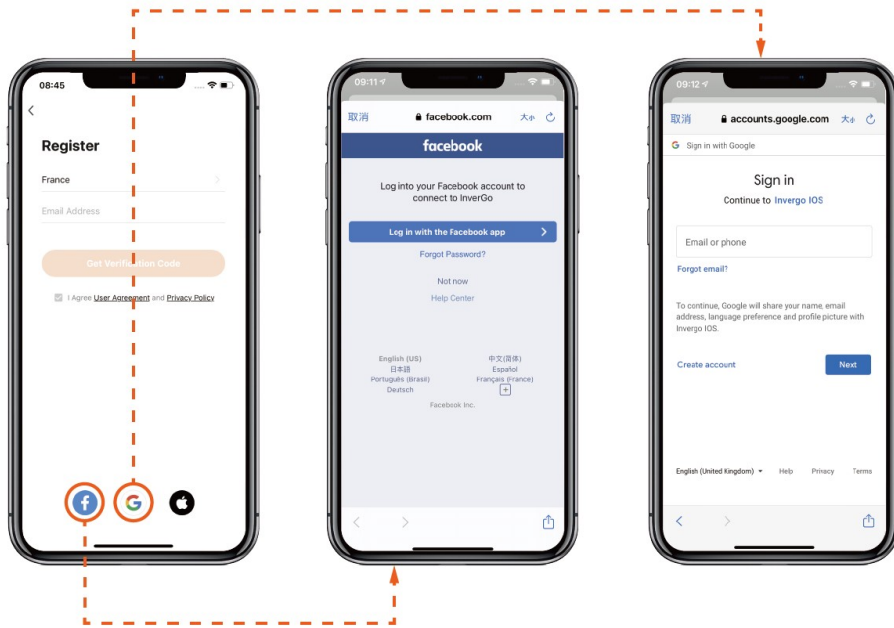 08:45
Register
France
Email Address
Get Verification Code
I Agree User Agreement and Privacy Policy
09:11
取消
facebook.com
大小
facebook
Log into your Facebook account to
connect to InverGo
Log in with the Facebook app
Forgot Password?
Not now
Help Center
English (US)
中文(简体)
日本語
Español
Português (Brasil)
Français (France)
Deutsch
Facebook Inc.
09:12
取消
accounts.google.com
大小
Sign in with Google
Sign in
Continue to Invergo IOS
Email or phone
Forgot email?
To continue, Google will share your name, email
address, language preference and profile picture with
Invergo IOS.
Create account
Next
English (United Kingdom)
Help
Privacy
Terms